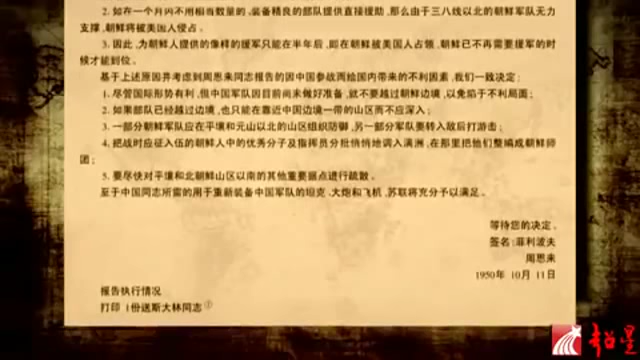 2. 如在一个月内不用相当数量的,装备精良的部队提供直接援助,那么由于三八线以北的朝鲜军队无力
支撑,朝鲜将被美国人侵占。
3. 因此,为朝鲜人提供的像样的援军只能在半年后,即在朝鲜被美国人占领,朝鲜已不再需要援军的时
候才能到位。
基于上述原因并考虑到周恩来同志报告的因中国参战而给国内带来的不利因素,我们一致决定:
1. 尽管国际形势有利,但中国军队因目前尚未做好准备,就不要越过朝鲜边境,以免陷于不利局面;
2. 如果部队已经越过边境,也只能在靠近中国边境一带的山区而不应深入;
3. 一部分朝鲜军队应在平壤和元山以北的山区组织防御,另一部分军队要转入敌后打游击;
4. 把战时应征入伍的朝鲜人中的优秀分子及指挥员分批悄悄地调入满洲,在那里把他们整编成朝鲜师
团;
5. 要尽快对平壤和北朝鲜山区以南的其他重要据点进行疏散。
至于中国同志所需的用于重新装备中国军队的坦克、大炮和飞机,苏联将充分予以满足。
等待您的决定。
签名:菲利波夫
周恩来
1950年 10月 11日
报告执行情况
打印 1份送斯大林同志①
超星